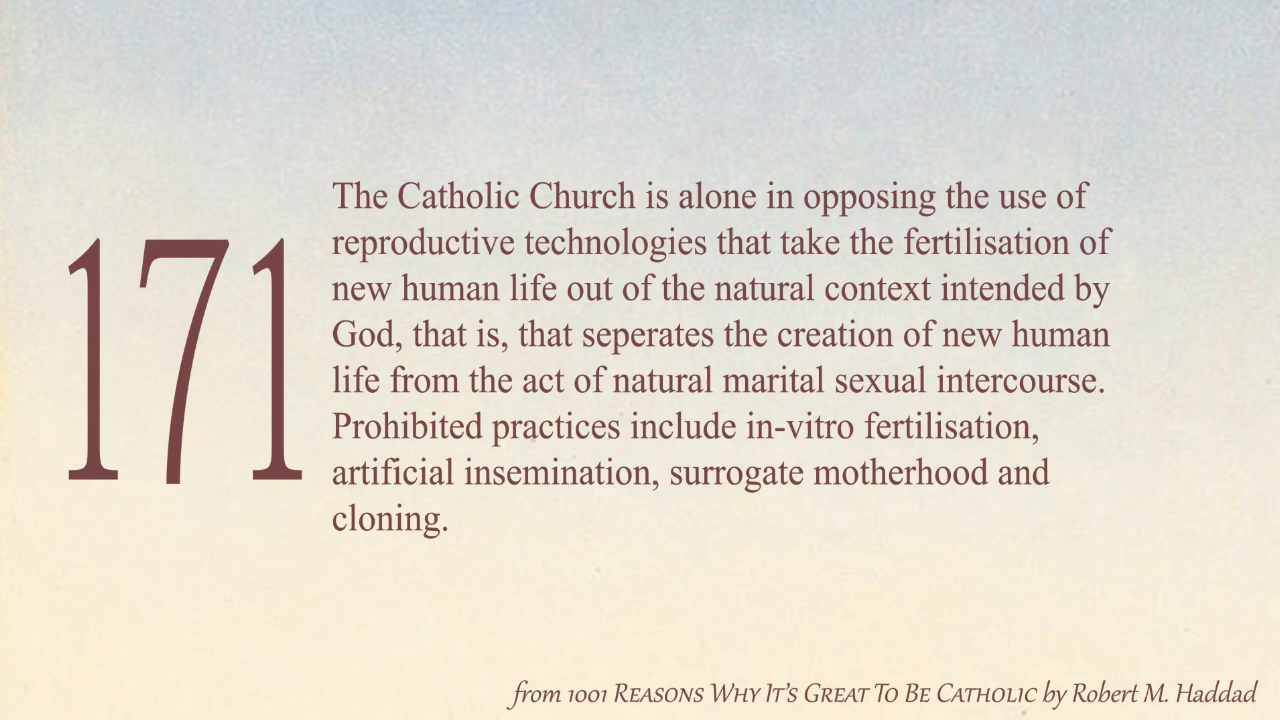 171
The Catholic Church is alone in opposing the use of
reproductive technologies that take the fertilisation of
new human life out of the natural context intended by
God, that is, that seperates the creation of new human
life from the act of natural marital sexual intercourse.
Prohibited practices include in-vitro fertilisation,
artificial insemination, surrogate motherhood and
cloning.
from 1001 REASONS WHY IT'S GREAT TO BE CATHOLIC by Robert M. Haddad